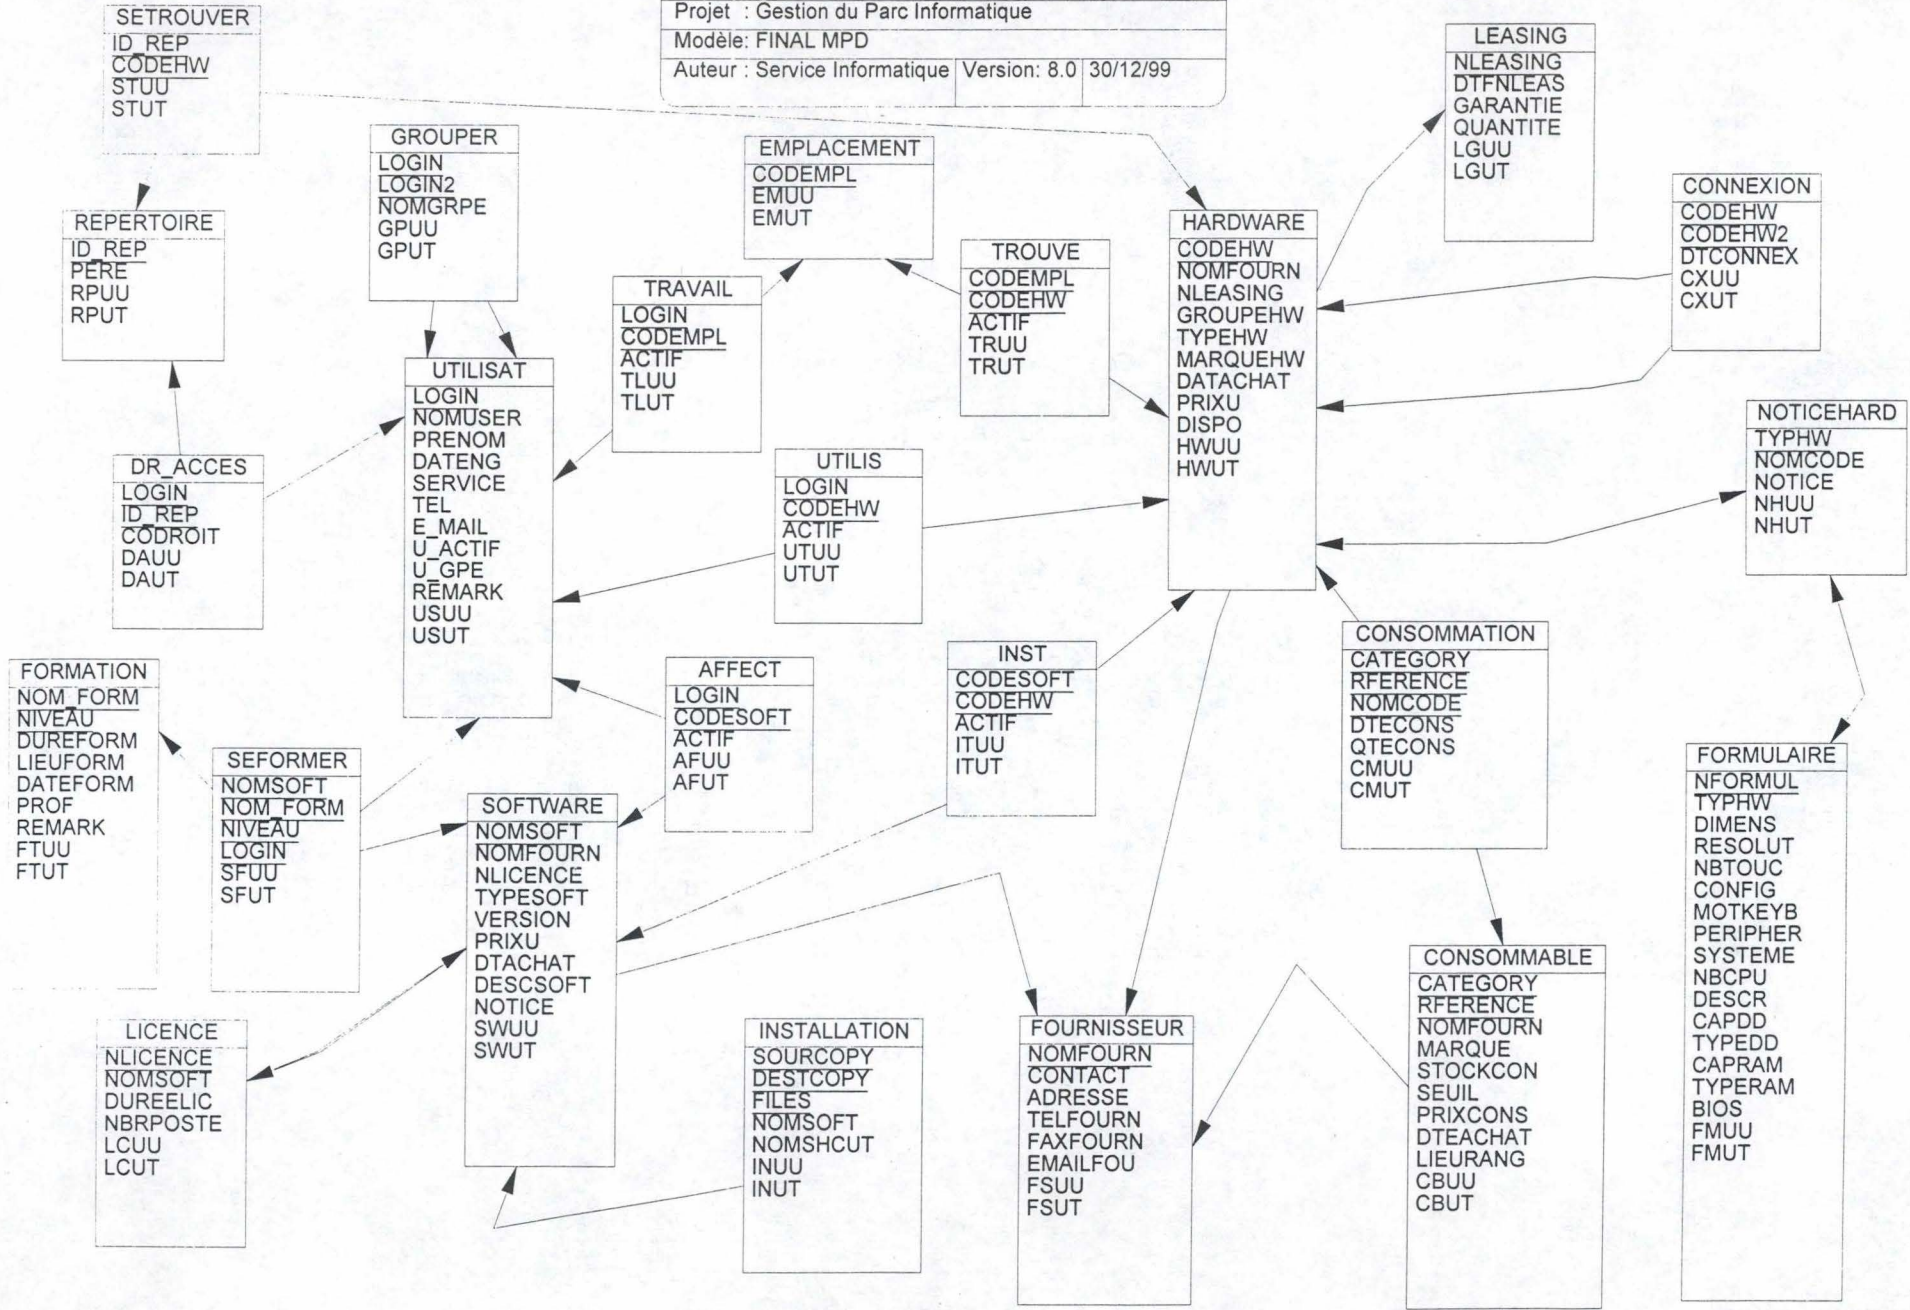 Projet : Gestion du Parc Informatique
Modèle: FINAL MPD
Auteur : Service Informatique Version: 8.0 30/12/99
SETROUVER
ID_REP
CODEHW
STUU
STUT
GROUPER
LOGIN
LOGIN2
NOMGRPE
GPUU
GPUT
EMPLACEMENT
CODEMPL
EMUU
EMUT
LEASING
NLEASING
DTFNLEAS
GARANTIE
QUANTITE
LGUU
LGUT
CONNEXION
CODEHW
CODEHW2
DTCONNEX
CXUU
CXUT
REPERTOIRE
ID_REP
PERE
RPUU
RPUT
TRAVAIL
LOGIN
CODEMPL
ACTIF
TLUU
TLUT
TROUVE
CODEMPL
CODEHW
ACTIF
TRUU
TRUT
HARDWARE
CODEHW
NOMFOURN
NLEASING
GROUPEHW
TYPEHW
MARQUEHW
DATACHAT
PRIXU
DISPO
HWUU
HWUT
UTILISAT
LOGIN
NOMUSER
PRENOM
DATENG
SERVICE
TEL
E_MAIL
U_ACTIF
U_GPE
REMARK
USUU
USUT
DR_ACCES
LOGIN
ID_REP
CODROIT
DAUU
DAUT
UTILIS
LOGIN
CODEHW
ACTIF
UTUU
UTUT
NOTICEHARD
TYPHW
NOMCODE
NOTICE
NHUU
NHUT
FORMATION
NOM_FORM
NIVEAU
DUREFORM
LIEUFORM
DATEFORM
PROF
REMARK
FTUU
FTUT
SEFORMER
NOMSOFT
NOM_FORM
NIVEAU
LOGIN
SFUU
SFUT
AFFECT
LOGIN
CODESOFT
ACTIF
AFUU
AFUT
INST
CODESOFT
CODEHW
ACTIF
ITUU
ITUT
CONSOMMATION
CATEGORY
RFERENCE
NOMCODE
DTECONS
QTECONS
CMUU
CMUT
SOFTWARE
NOMSOFT
NOMFOURN
NLICENCE
TYPESOFT
VERSION
PRIXU
DTACHAT
DESCSOFT
NOTICE
SWUU
SWUT
FORMULAIRE
NFORMUL
TYPHW
DIMENS
RESOLUT
NBTOUC
CONFIG
MOTKEYB
PERIPHER
SYSTEME
NBCPU
DESCR
CAPDD
TYPEDD
CAPRAM
TYPERAM
BIOS
FMUU
FMUT
LICENCE
NLICENCE
NOMSOFT
DUREELIC
NBRPOSTE
LCUU
LCUT
INSTALLATION
SOURCOPY
DESTCOPY
FILES
NOMSOFT
NOMSHCUT
INUU
INUT
FOURNISSEUR
NOMFOURN
CONTACT
ADRESSE
TELFOURN
FAXFOURN
EMAILFOU
FSUU
FSUT
CONSOMMABLE
CATEGORY
RFERENCE
NOMFOURN
MARQUE
STOCKCON
SEUIL
PRIXCONS
DTEACHAT
LIEURANG
CBUU
CBUT